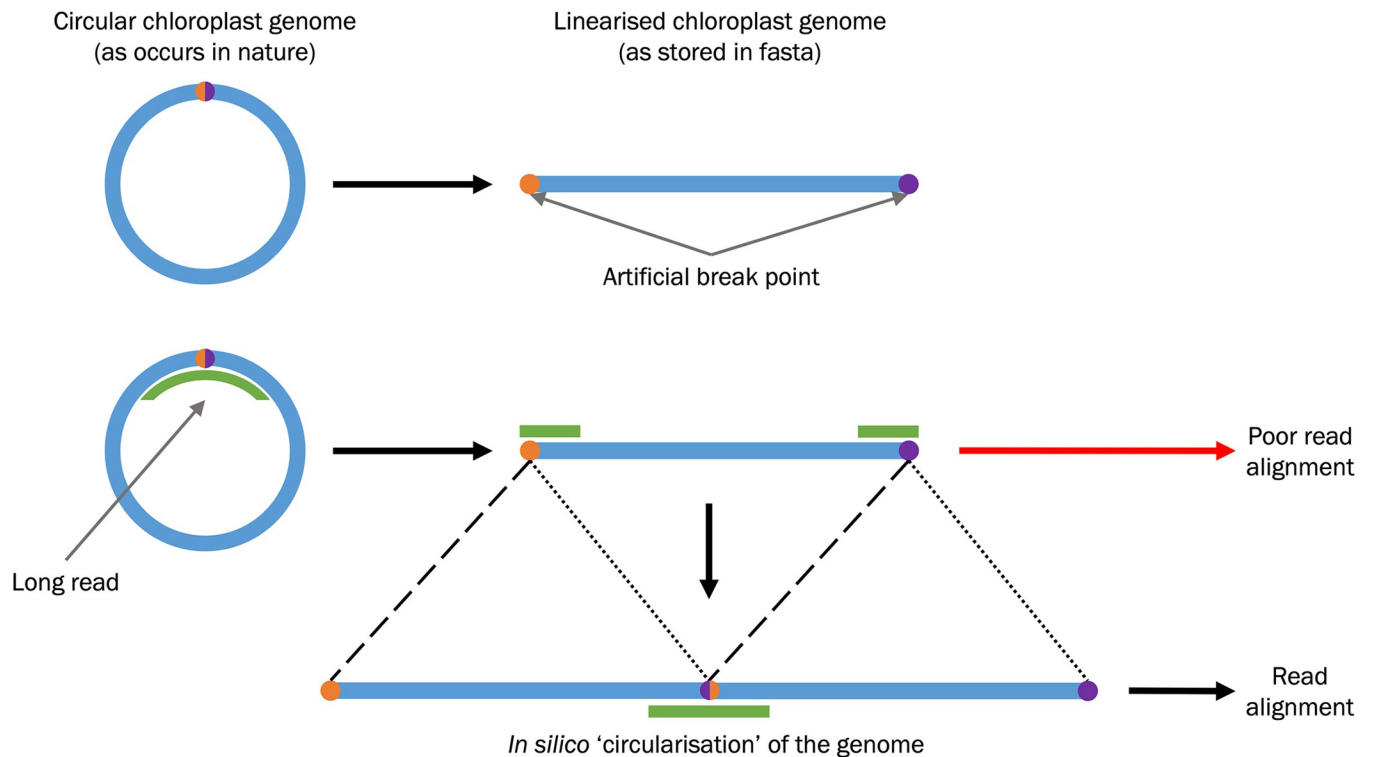 Circular chloroplast genome
(as occurs in nature)
Linearised chloroplast genome
(as stored in fasta)
Artificial break point
Long read
Poor read
alignment
Read
alignment
In silico ‘circularisation’ of the genome